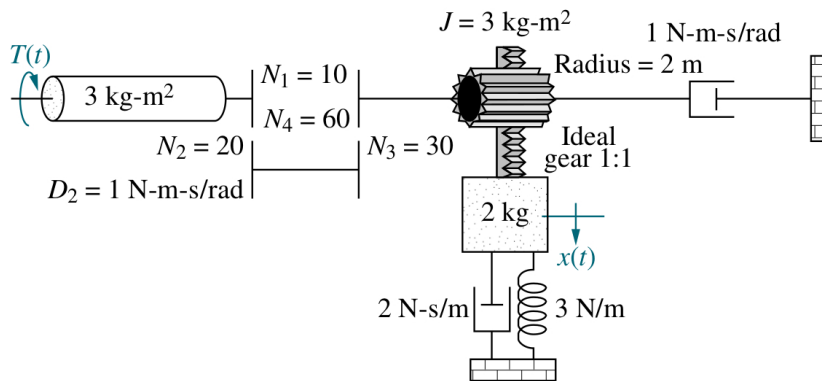 J = 3 kg-m²
1 N-m-s/rad
T(t)
N₁ = 10
Radius = 2 m
3 kg-m²
N₄ = 60
N₂ = 20
N₃ = 30
Ideal
gear 1:1
D₂ = 1 N-m-s/rad
2 kg
x(t)
2 N-s/m
3 N/m